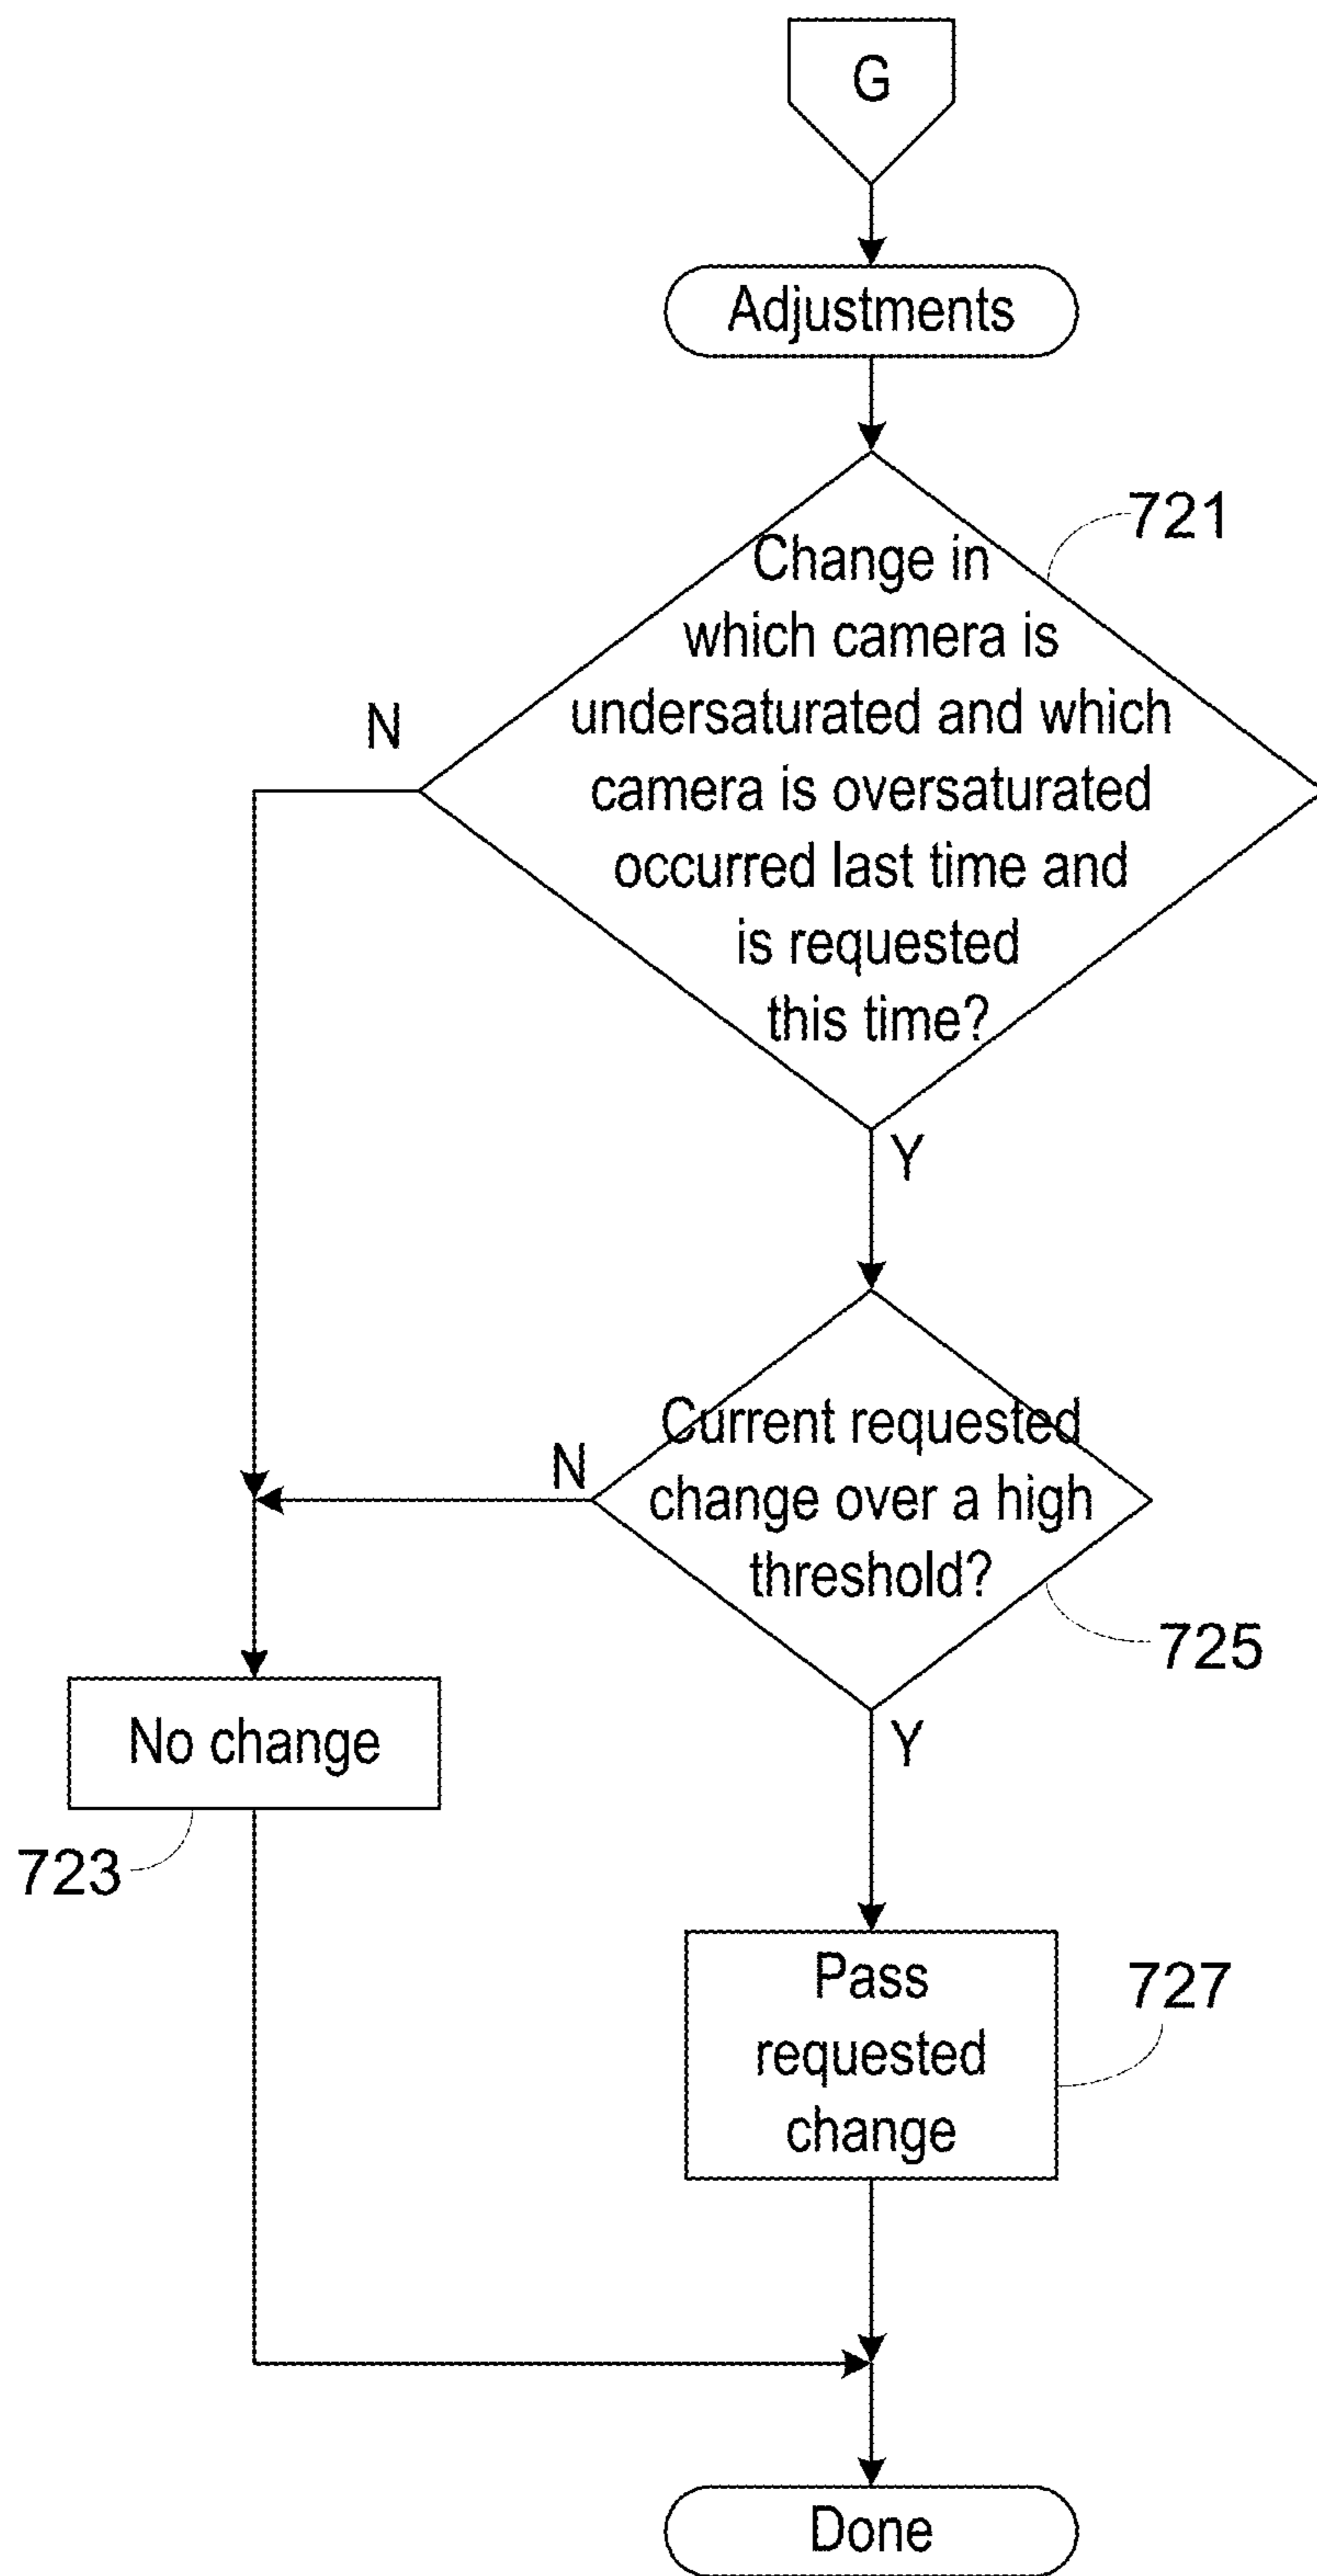 G
Adjustments
721
Change in
which camera is
undersaturated and which
camera is oversaturated
occurred last time and
is requested
this time?
N
Y
Current requested
change over a high
threshold?
N
725
Y
No change
723
Pass
requested
change
727
Done